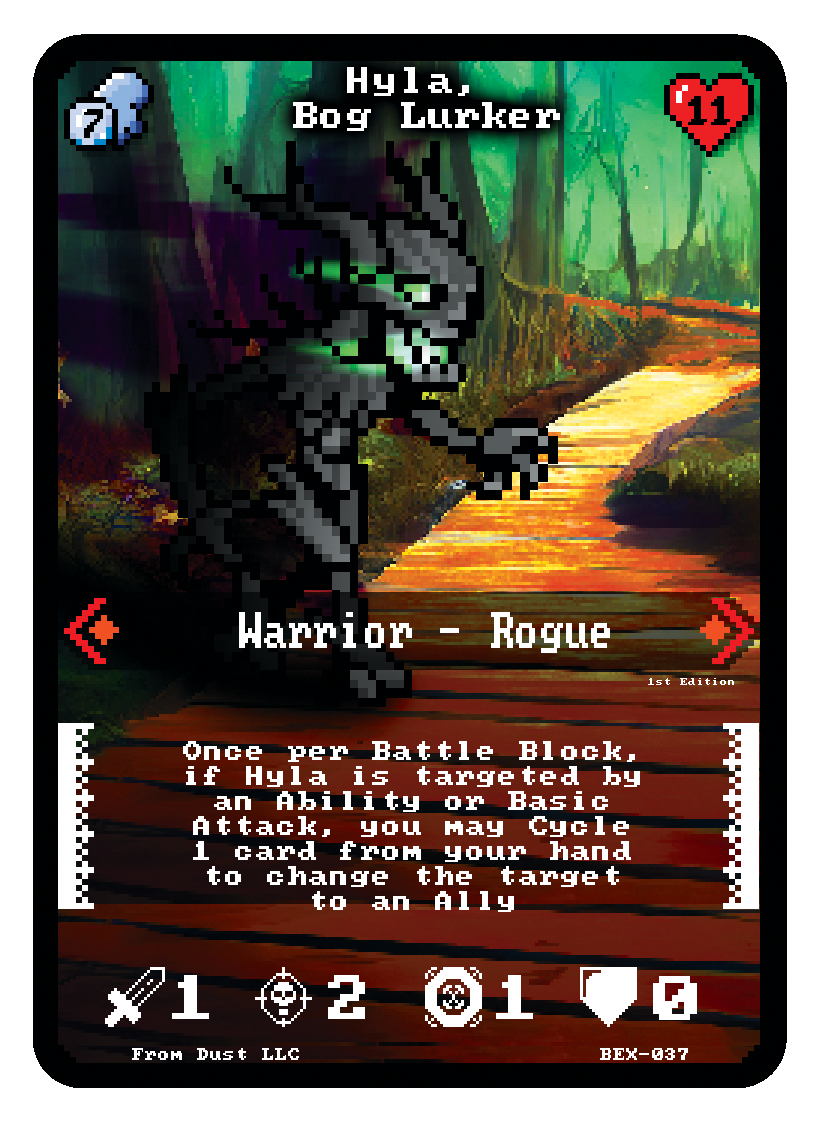 Hyla,
Bog Lurker
7
11
Warrior - Rogue
1st Edition
Once per Battle Block,
if Hyla is targeted by
an Ability or Basic
Attack, you may Cycle
1 card from your hand
to change the target
to an Ally
1 2 1 0
From Dust LLC
BEX-037